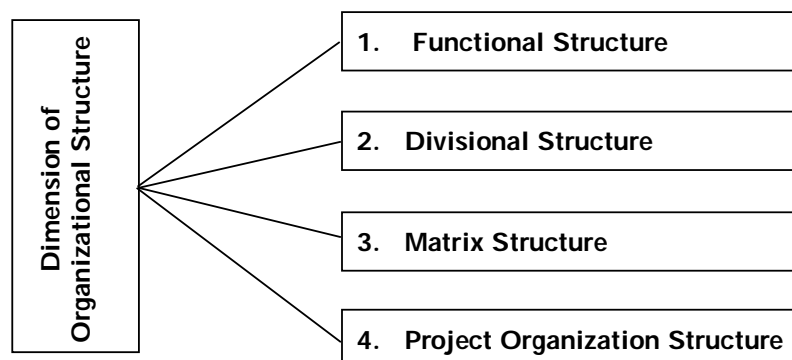 Dimension of
Organizational Structure
1. Functional Structure
2. Divisional Structure
3. Matrix Structure
4. Project Organization Structure